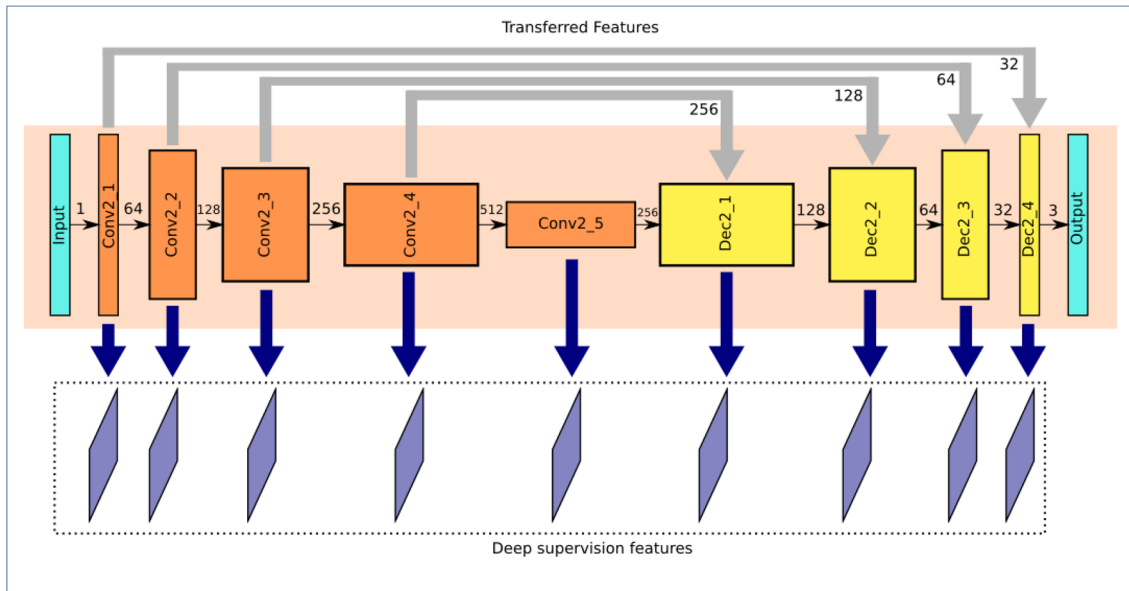 Transferred Features
32
64
128
256
Input
1
Conv2_1
64
Conv2_2
128
Conv2_3
256
Conv2_4
512
Conv2_5
256
Dec2_1
128
Dec2_2
64
Dec2_3
32
Dec2_4
3
Output
Deep supervision features